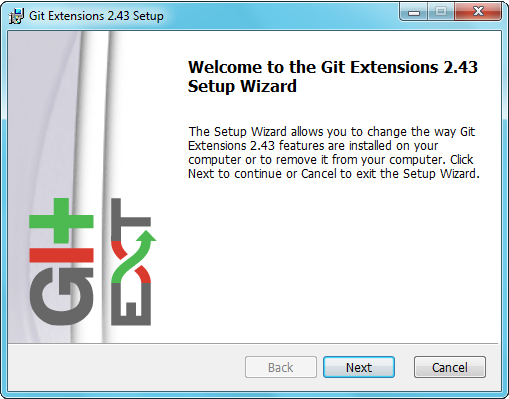 Git Extensions 2.43 Setup
Welcome to the Git Extensions 2.43
Setup Wizard
The Setup Wizard allows you to change the way Git
Extensions 2.43 features are installed on your
computer or to remove it from your computer. Click
Next to continue or Cancel to exit the Setup Wizard.
GIt
EXT
Back
Next
Cancel